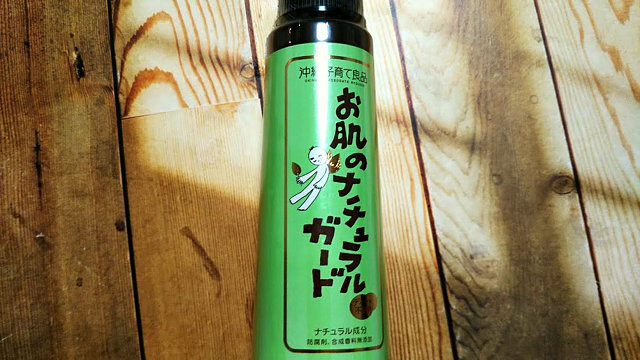 沖縄子育て良品
お肌のナチュラル
ガード
ナチュラル成分
防腐剤、合成香料無添加